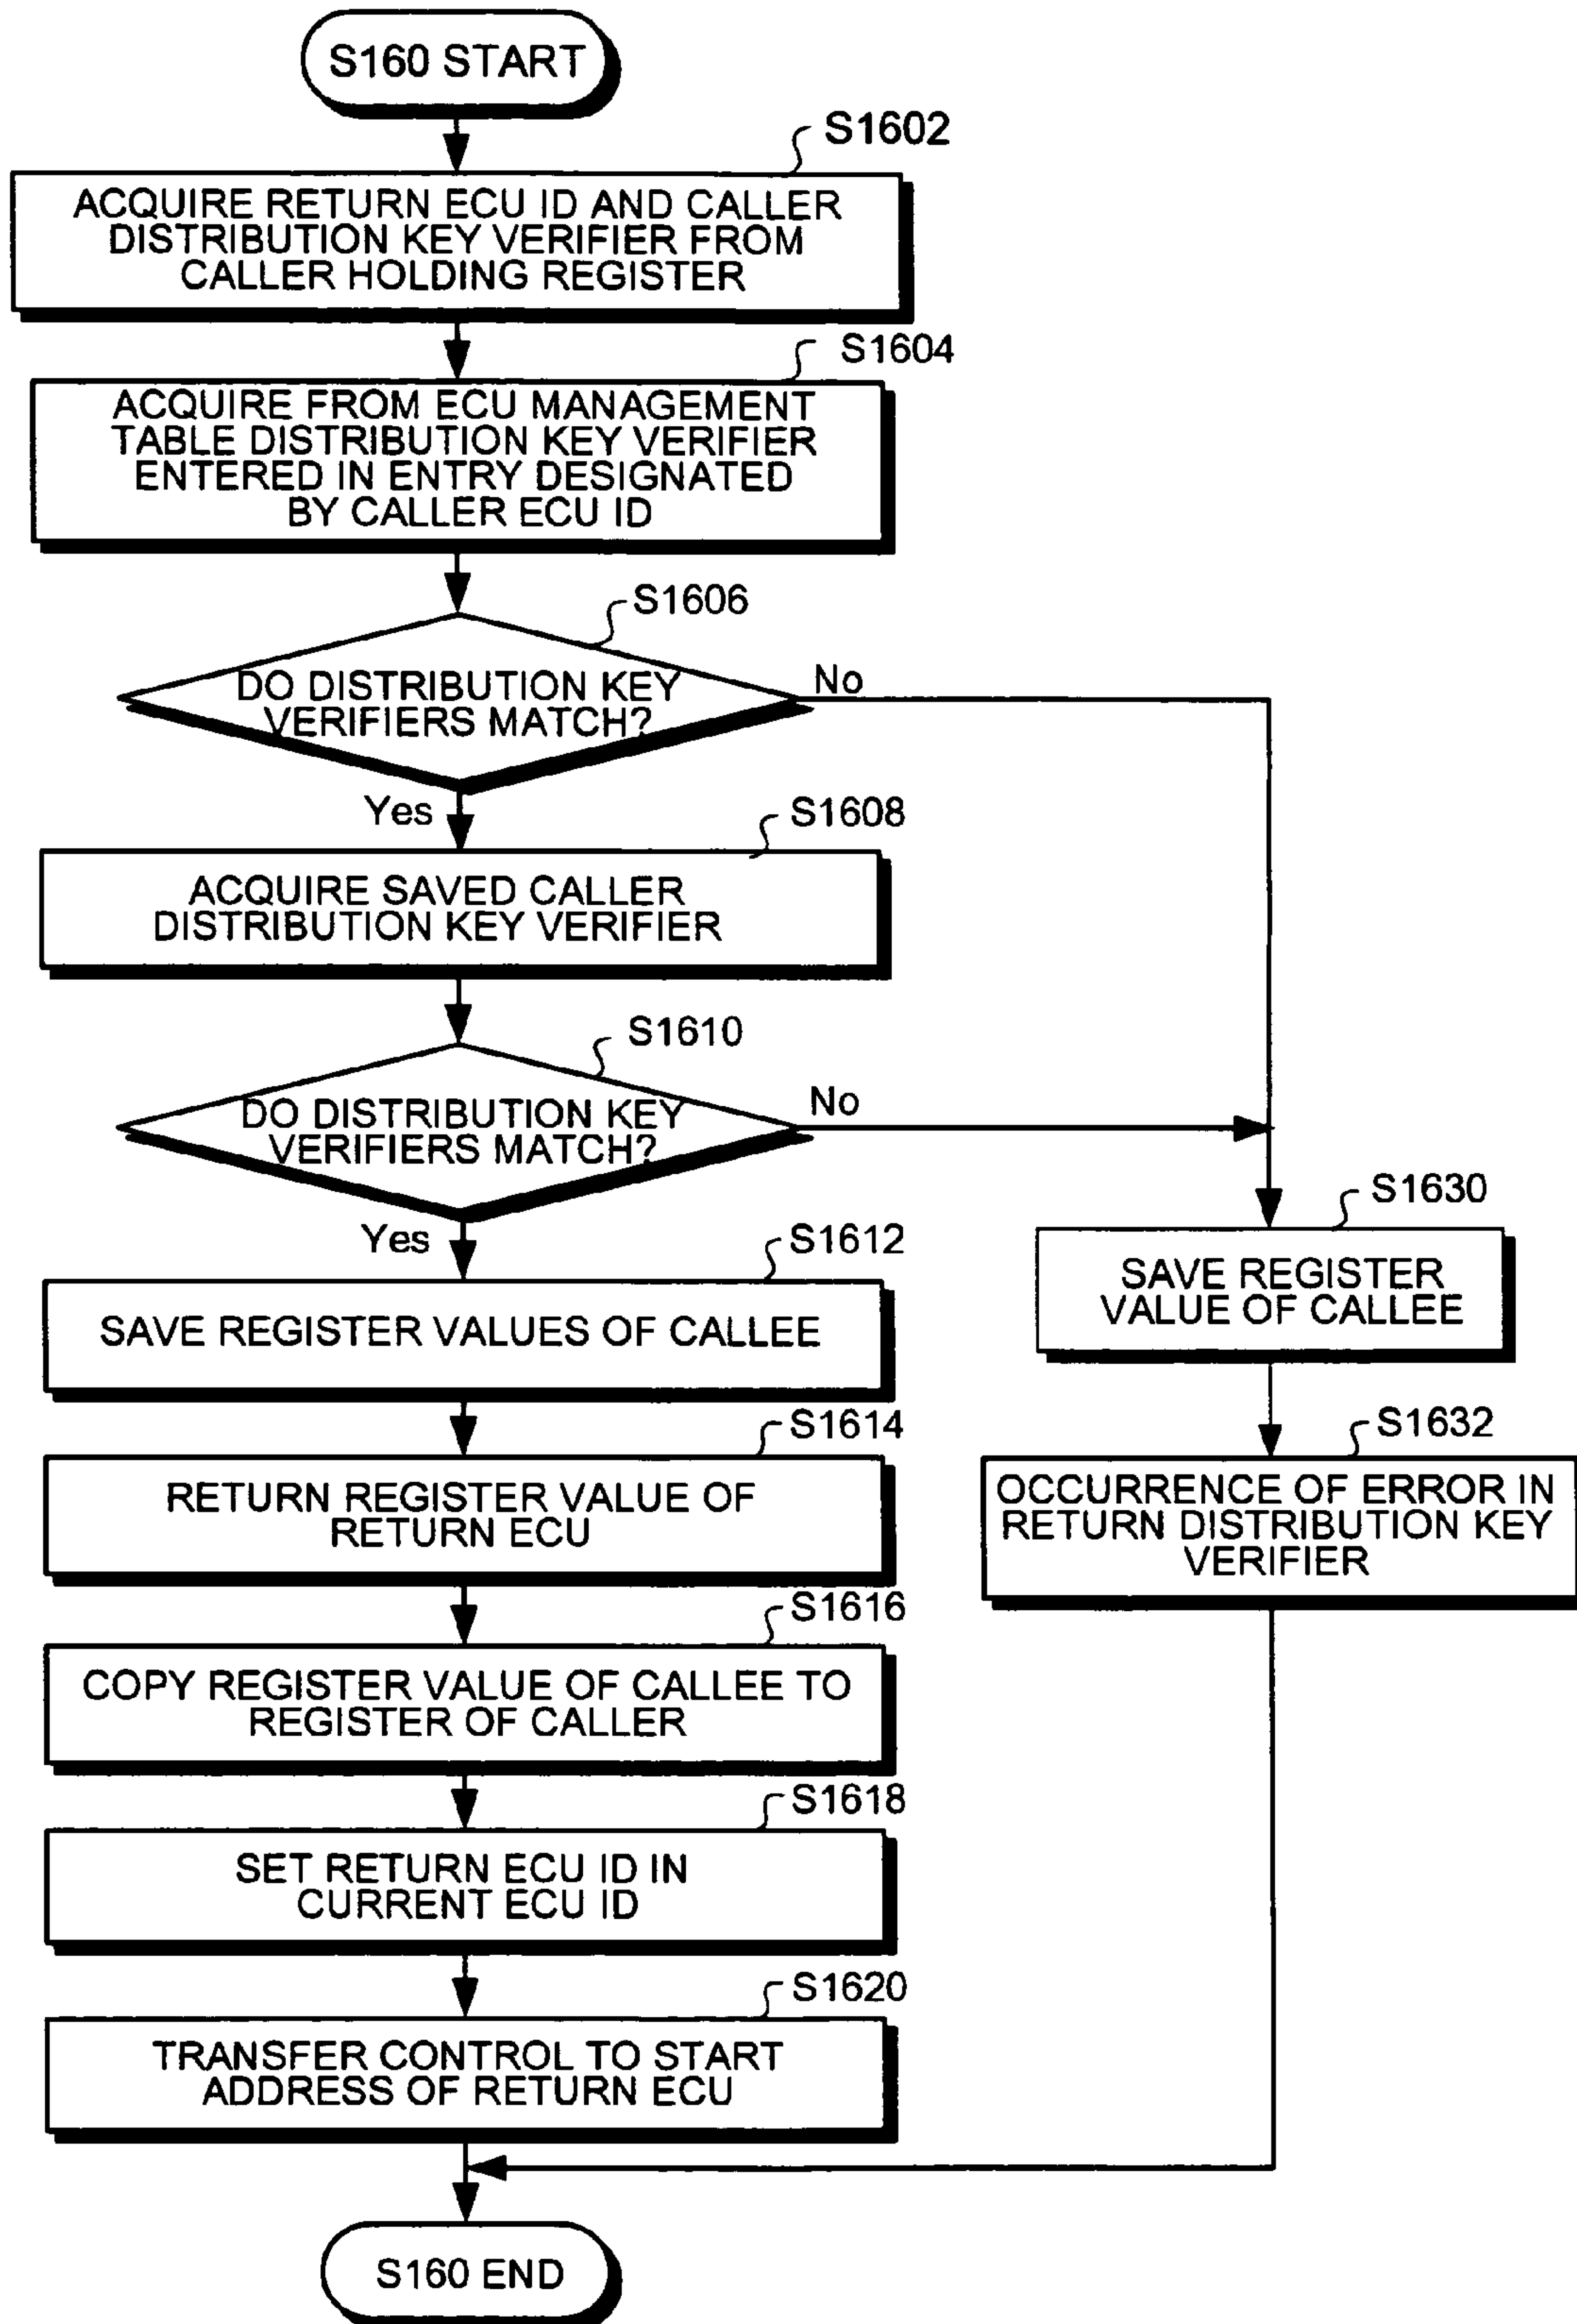 S160 START
S1602
ACQUIRE RETURN ECU ID AND CALLER
DISTRIBUTION KEY VERIFIER FROM
CALLER HOLDING REGISTER
S1604
ACQUIRE FROM ECU MANAGEMENT
TABLE DISTRIBUTION KEY VERIFIER
ENTERED IN ENTRY DESIGNATED
BY CALLER ECU ID
S1606
DO DISTRIBUTION KEY
VERIFIERS MATCH?
No
Yes
S1608
ACQUIRE SAVED CALLER
DISTRIBUTION KEY VERIFIER
S1610
DO DISTRIBUTION KEY
VERIFIERS MATCH?
No
Yes
S1612
SAVE REGISTER VALUES OF CALLEE
S1614
RETURN REGISTER VALUE OF
RETURN ECU
S1616
COPY REGISTER VALUE OF CALLEE TO
REGISTER OF CALLER
S1618
SET RETURN ECU ID IN
CURRENT ECU ID
S1620
TRANSFER CONTROL TO START
ADDRESS OF RETURN ECU
S1630
SAVE REGISTER
VALUE OF CALLEE
S1632
OCCURRENCE OF ERROR IN
RETURN DISTRIBUTION KEY
VERIFIER
S160 END